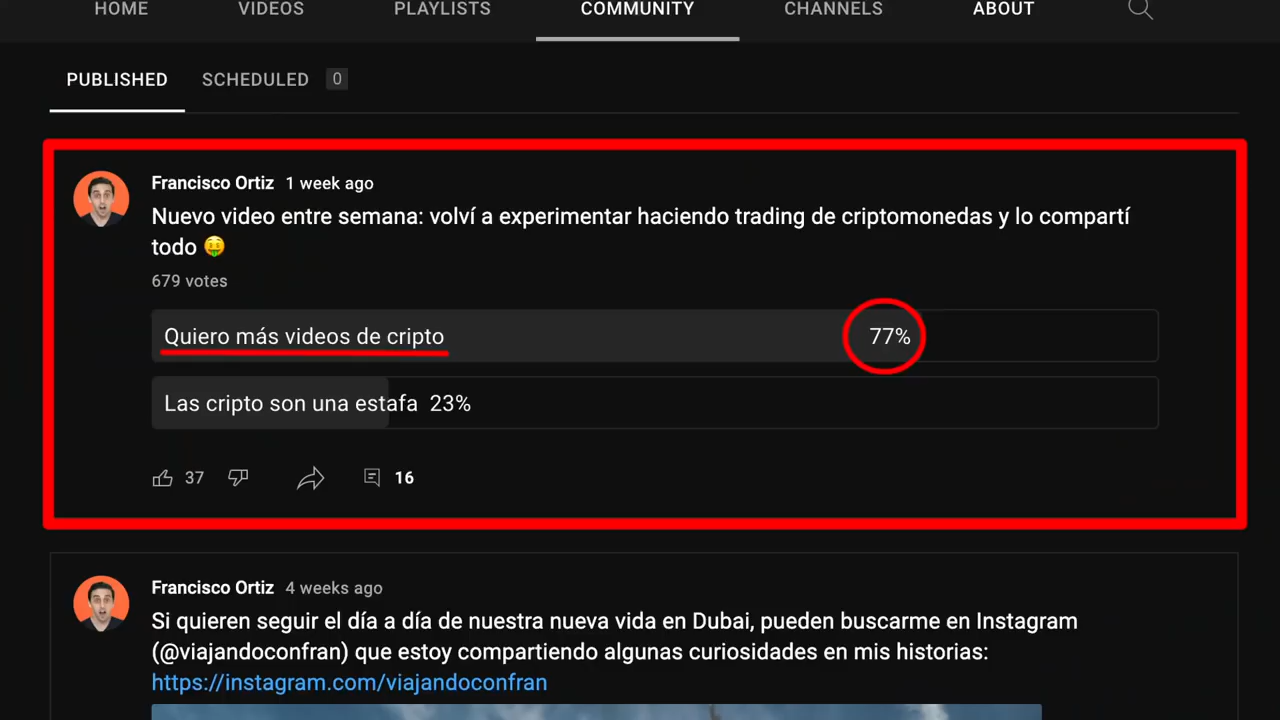 HOME VIDEOS PLAYLISTS COMMUNITY CHANNELS ABOUT
PUBLISHED SCHEDULED 0
Francisco Ortiz 1 week ago
Nuevo video entre semana: volví a experimentar haciendo trading de criptomonedas y lo compartí
todo 🤑
679 votes
Quiero más videos de cripto 77%
Las cripto son una estafa 23%
37 16
Francisco Ortiz 4 weeks ago
Si quieren seguir el día a día de nuestra nueva vida en Dubai, pueden buscarme en Instagram
(@viajandoconfran) que estoy compartiendo algunas curiosidades en mis historias:
https://instagram.com/viajandoconfran